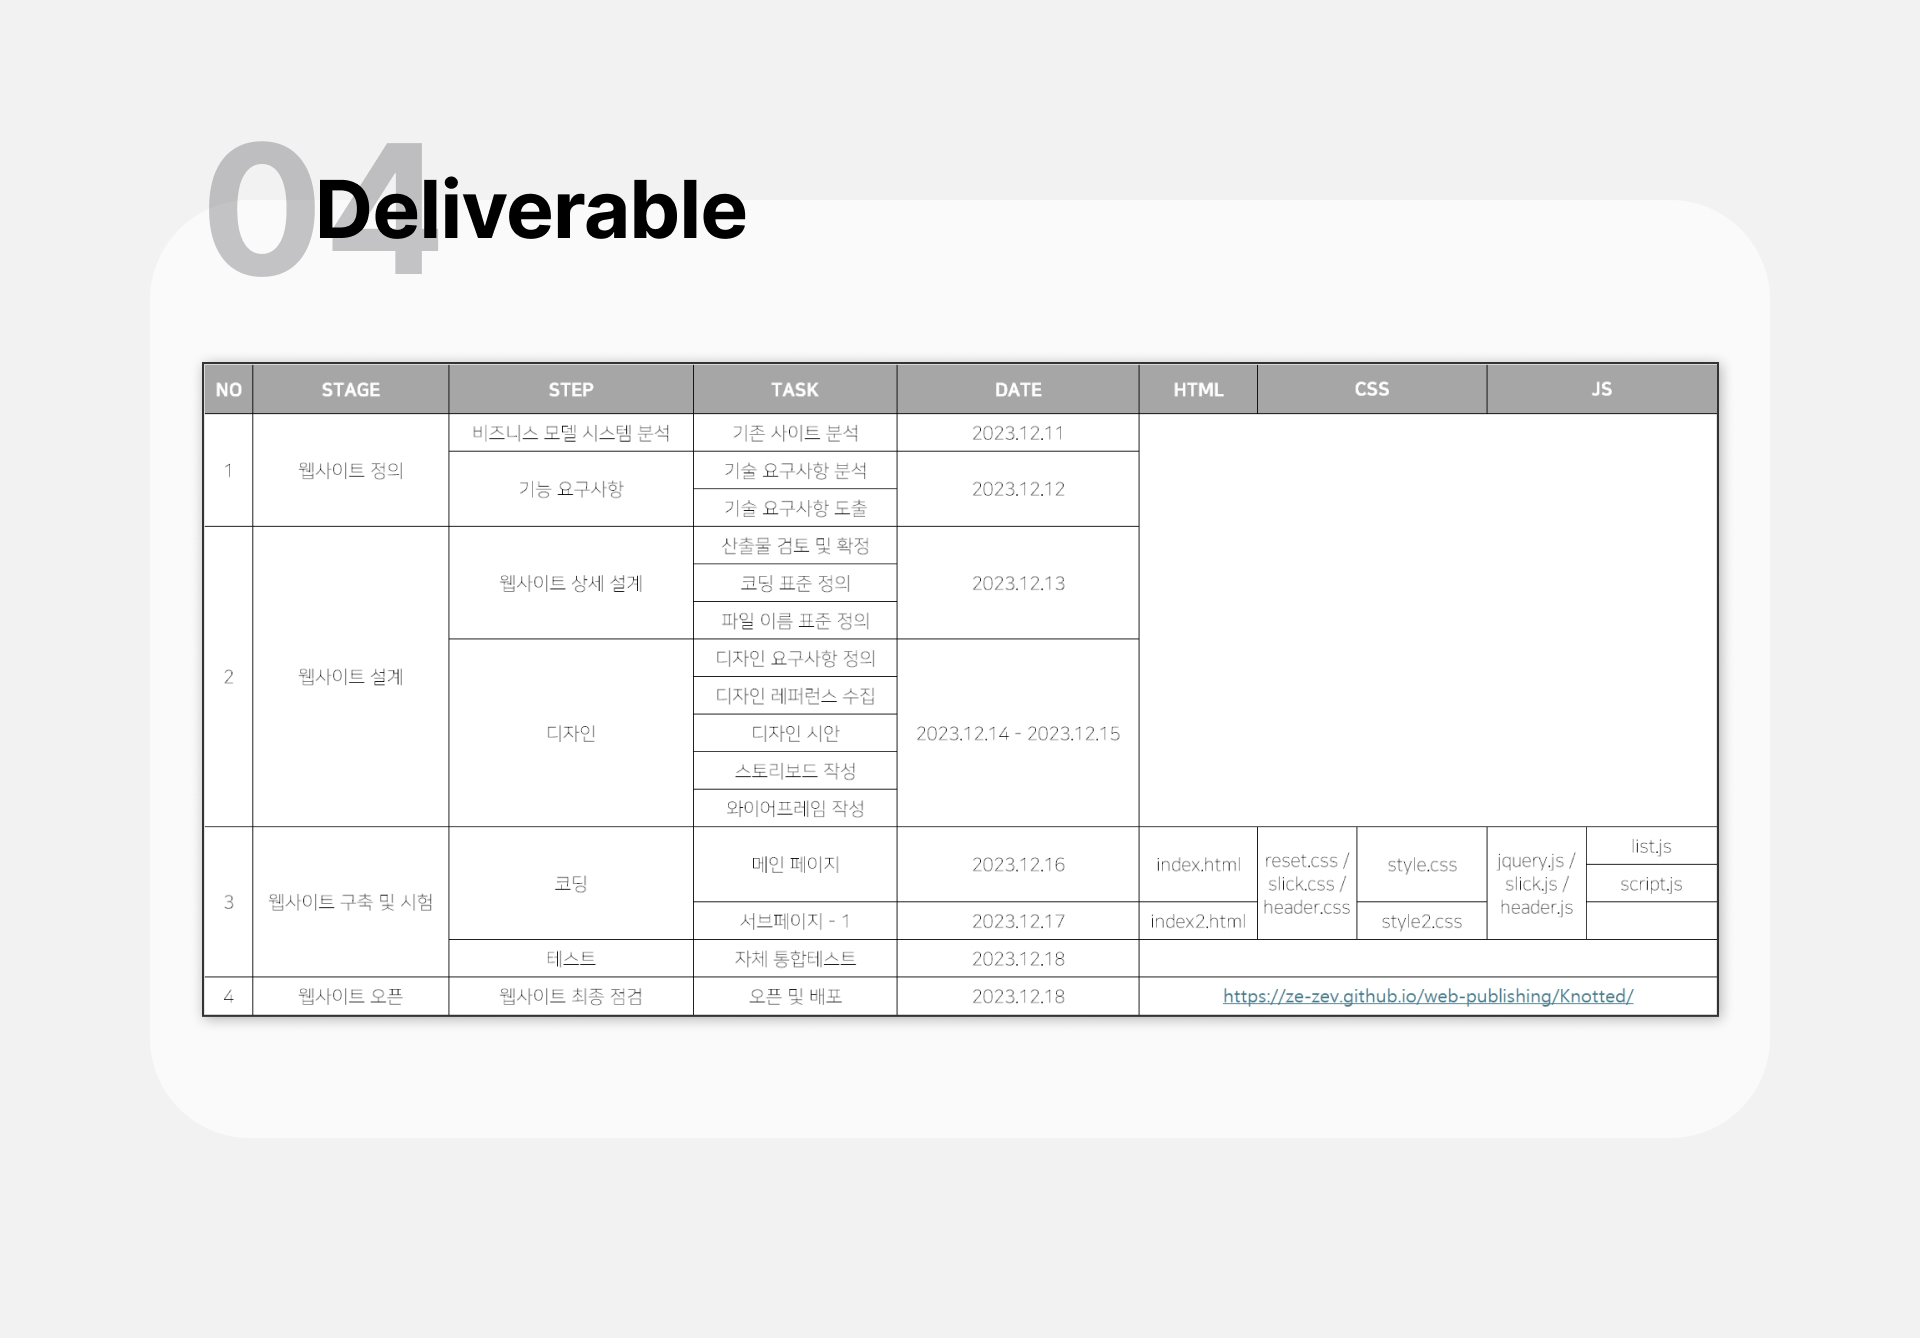 04
Deliverable
NO STAGE STEP TASK DATE HTML CSS JS
1 웹사이트 정의 비즈니스 모델 시스템 분석 기존 사이트 분석 2023.12.11
기능 요구사항 기술 요구사항 분석 2023.12.12
기술 요구사항 도출
2 웹사이트 설계 웹사이트 상세 설계 산출물 검토 및 확정 2023.12.13
코딩 표준 정의
파일 이름 표준 정의
디자인 디자인 요구사항 정의 2023.12.14 - 2023.12.15
디자인 레퍼런스 수집
디자인 시안
스토리보드 작성
와이어프레임 작성
3 웹사이트 구축 및 시험 코딩 메인 페이지 2023.12.16 index.html
reset.css /
slick.css /
header.css
style.css
jquery.js /
slick.js /
header.js
list.js
script.js
서브페이지 - 1 2023.12.17 index2.html style2.css
테스트 자체 통합테스트 2023.12.18
4 웹사이트 오픈 웹사이트 최종 점검 오픈 및 배포 2023.12.18 https://ze-zev.github.io/web-publishing/Knotted/